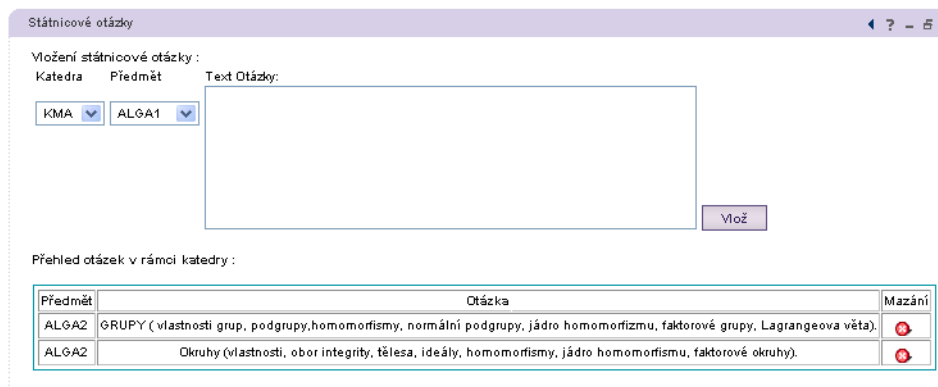 Státnicové otázky
Vložení státnicové otázky :
Katedra Předmět Text Otázky:
KMA ALGA1
Vlož
Přehled otázek v rámci katedry :
Předmět Otázka Mazání
ALGA2 GRUPY ( vlastnosti grup, podgrupy,homomorfismy, normální podgrupy, jádro homomorfizmu, faktorové grupy, Lagrangeova věta).
ALGA2 Okruhy (vlastnosti, obor integrity, tělesa, ideály, homomorfismy, jádro homomorfismu, faktorové okruhy).